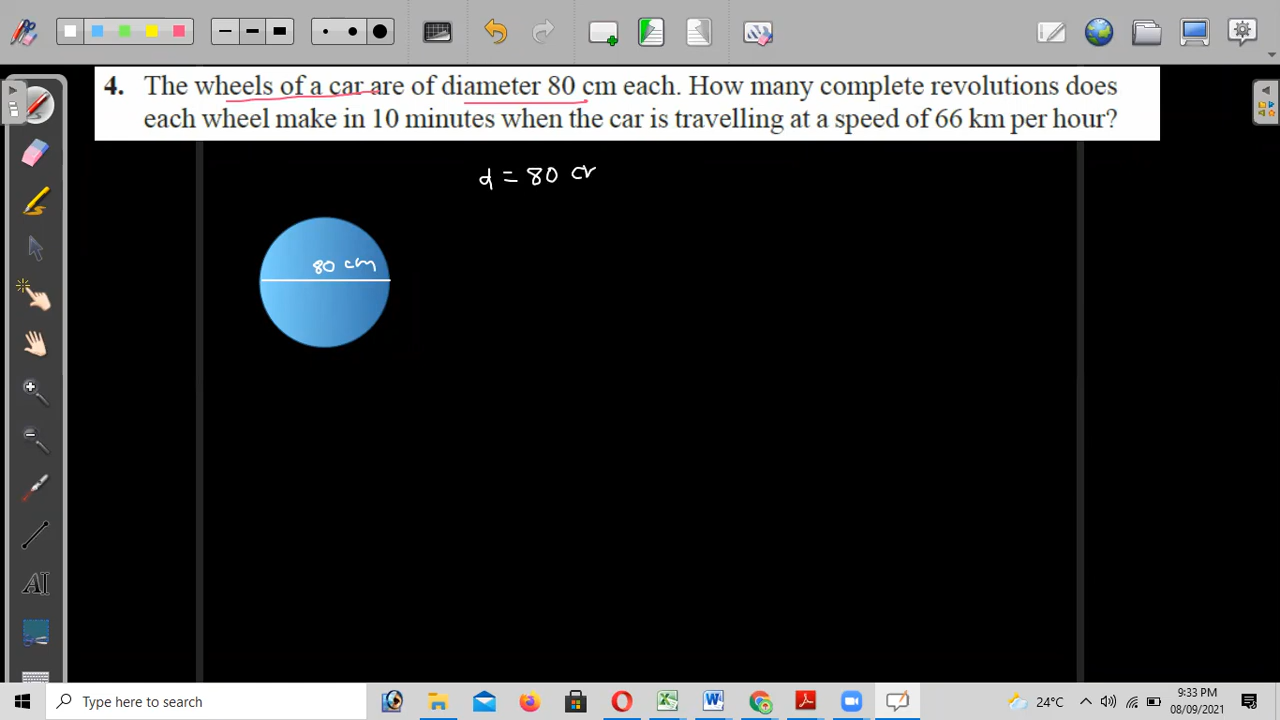 4. The wheels of a car are of diameter 80 cm each. How many complete revolutions does
each wheel make in 10 minutes when the car is travelling at a speed of 66 km per hour?
d = 80 cr
80 cm
AI
Type here to search
24°C
9:33 PM
08/09/2021